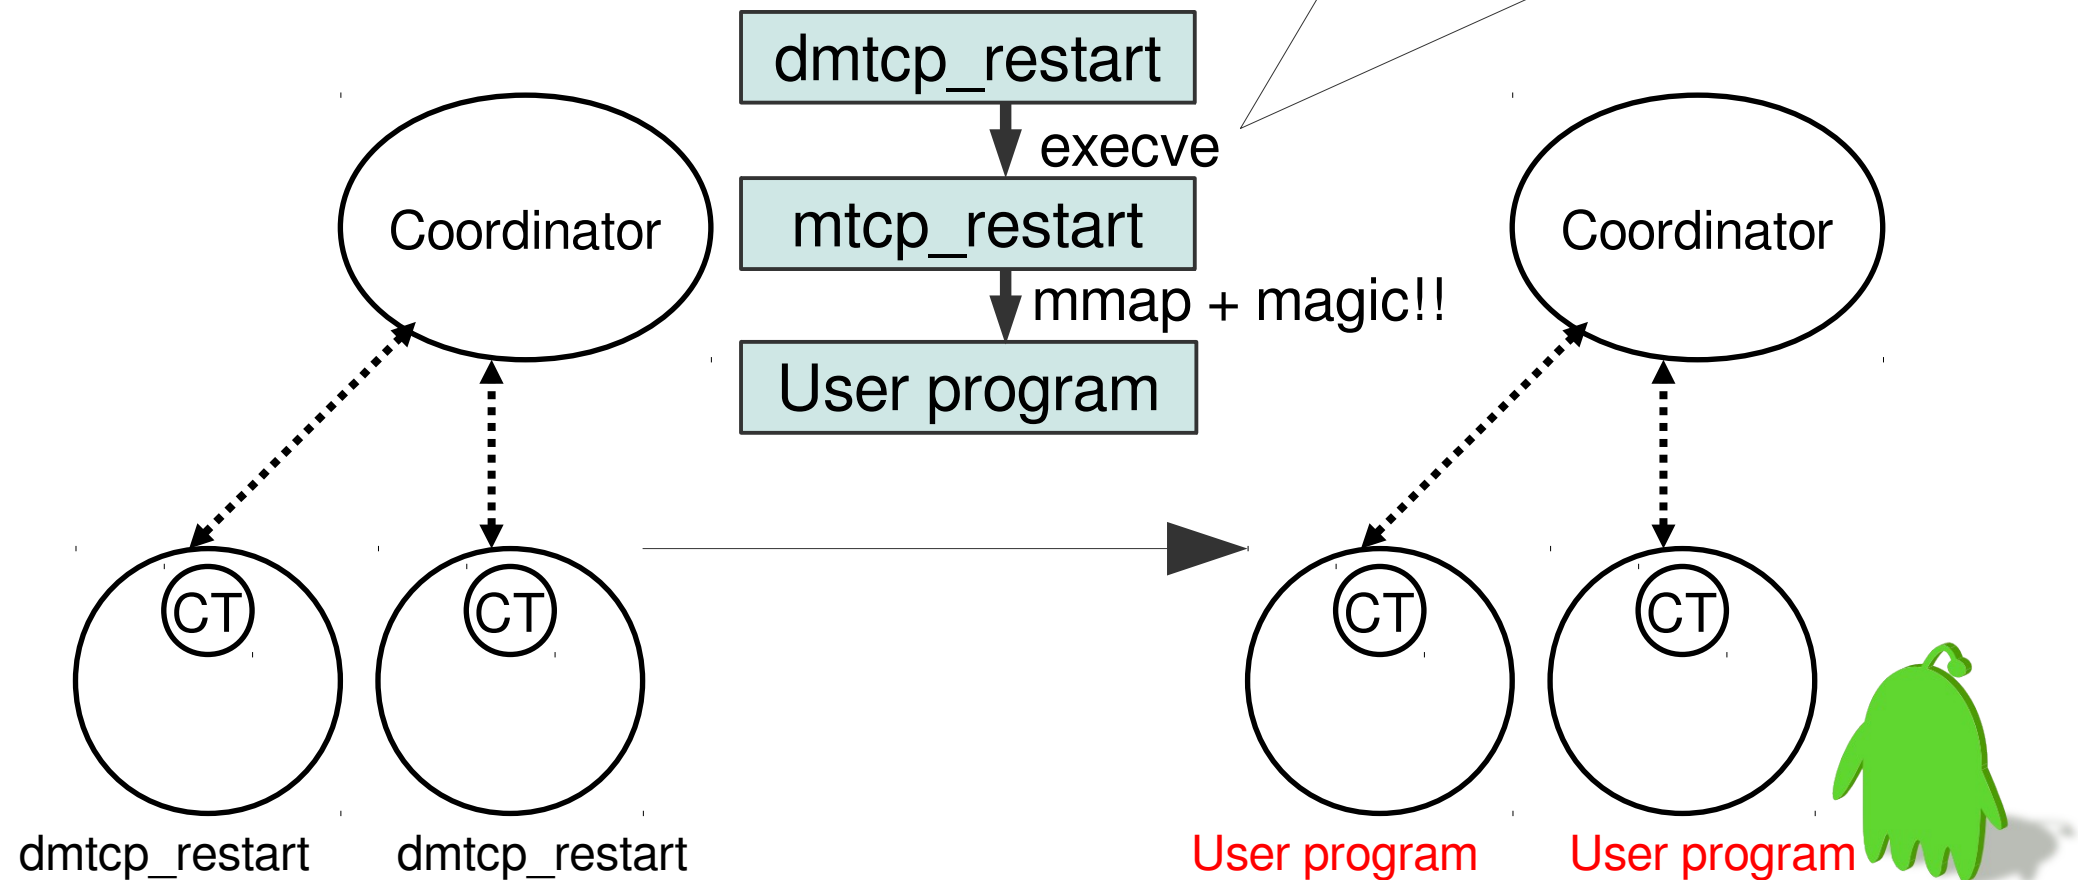 dmtcp_restart
execve
mtcp_restart
mmap + magic!!
User program
Coordinator
CT
CT
dmtcp_restart
dmtcp_restart
Coordinator
CT
CT
User program
User program